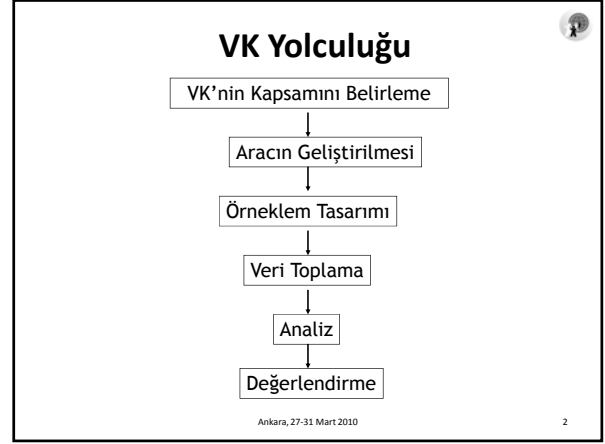 VK Yolculuğu
VK’nin Kapsamını Belirleme
Aracın Geliştirilmesi
Örneklem Tasarımı
Veri Toplama
Analiz
Değerlendirme
Ankara, 27-31 Mart 2010
2